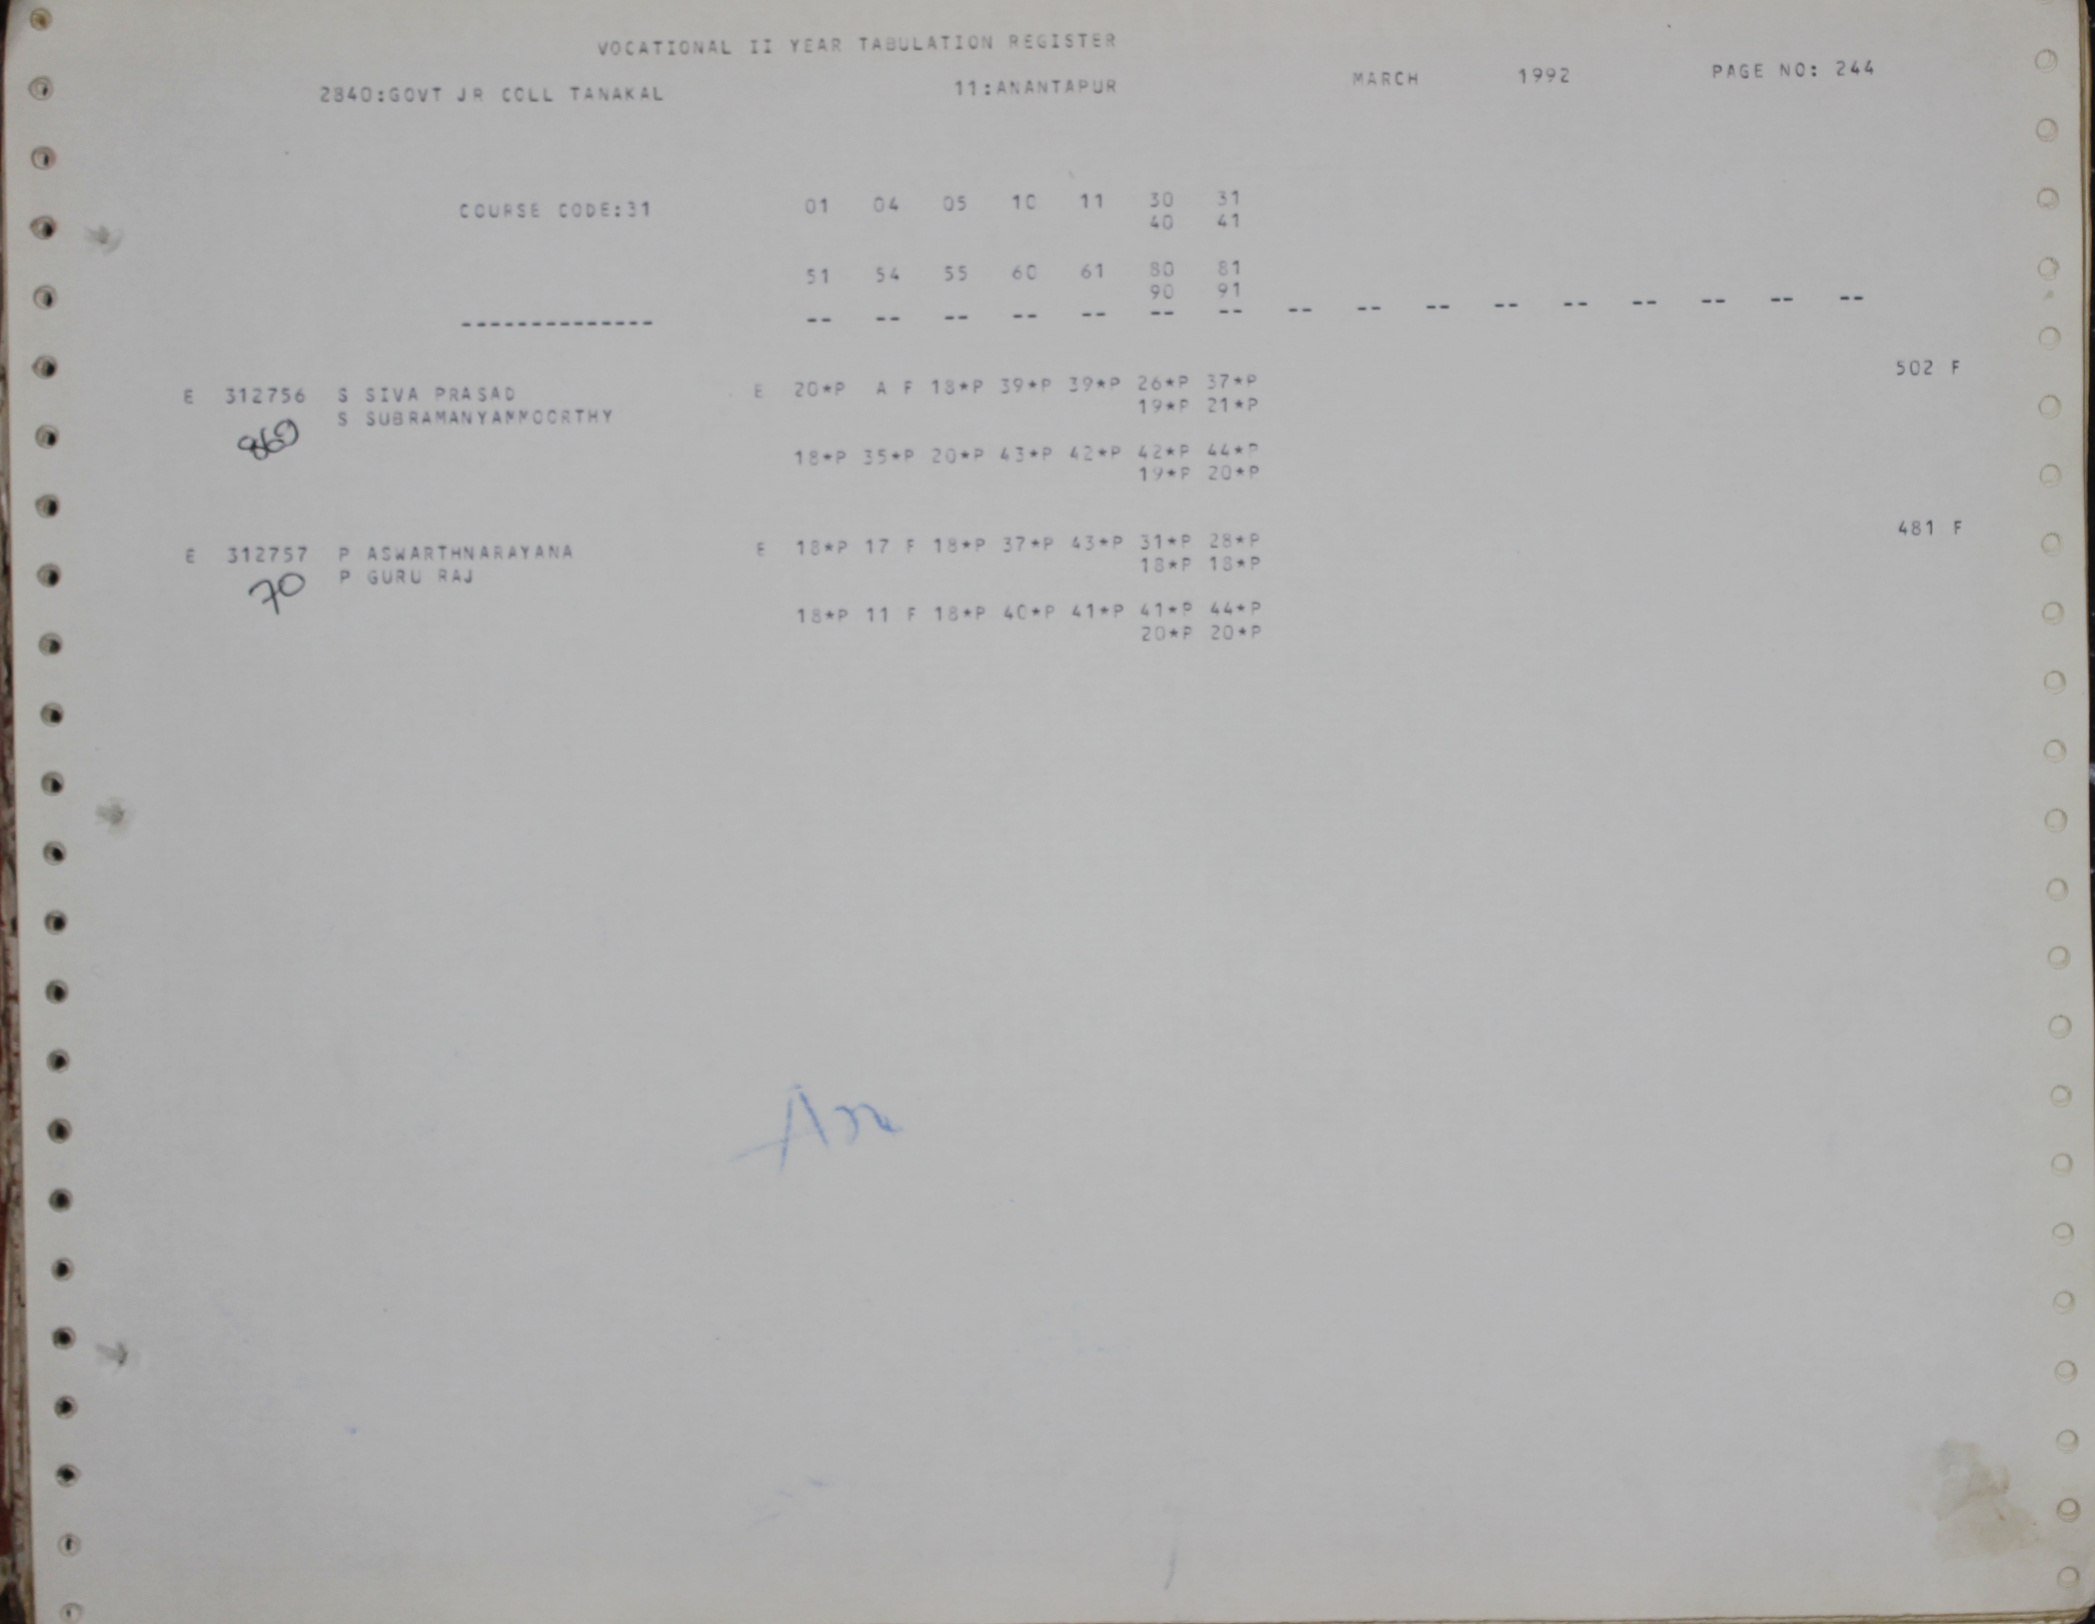 VOCATIONAL II YEAR TABULATION REGISTER
2840:GOVT JR COLL TANAKAL 11:ANANTAPUR MARCH 1992 PAGE NO: 244
COURSE CODE:31 01 04 05 10 11 30 31
40 41
51 54 55 60 61 80 81
90 91
-------------- -- -- -- -- -- -- -- -- -- -- -- -- -- -- -- --
E 312756 S SIVA PRASAD E 20*P A F 18*P 39*P 39*P 26*P 37*P 502 F
S SUBRAMANYAMMOORTHY 19*P 21*P
869
18*P 35*P 20*P 43*P 42*P 42*P 44*P
19*P 20*P
E 312757 P ASWARTHNARAYANA E 18*P 17 F 18*P 37*P 43*P 31*P 28*P 481 F
P GURU RAJ 18*P 18*P
70
18*P 11 F 18*P 40*P 41*P 41*P 44*P
20*P 20*P